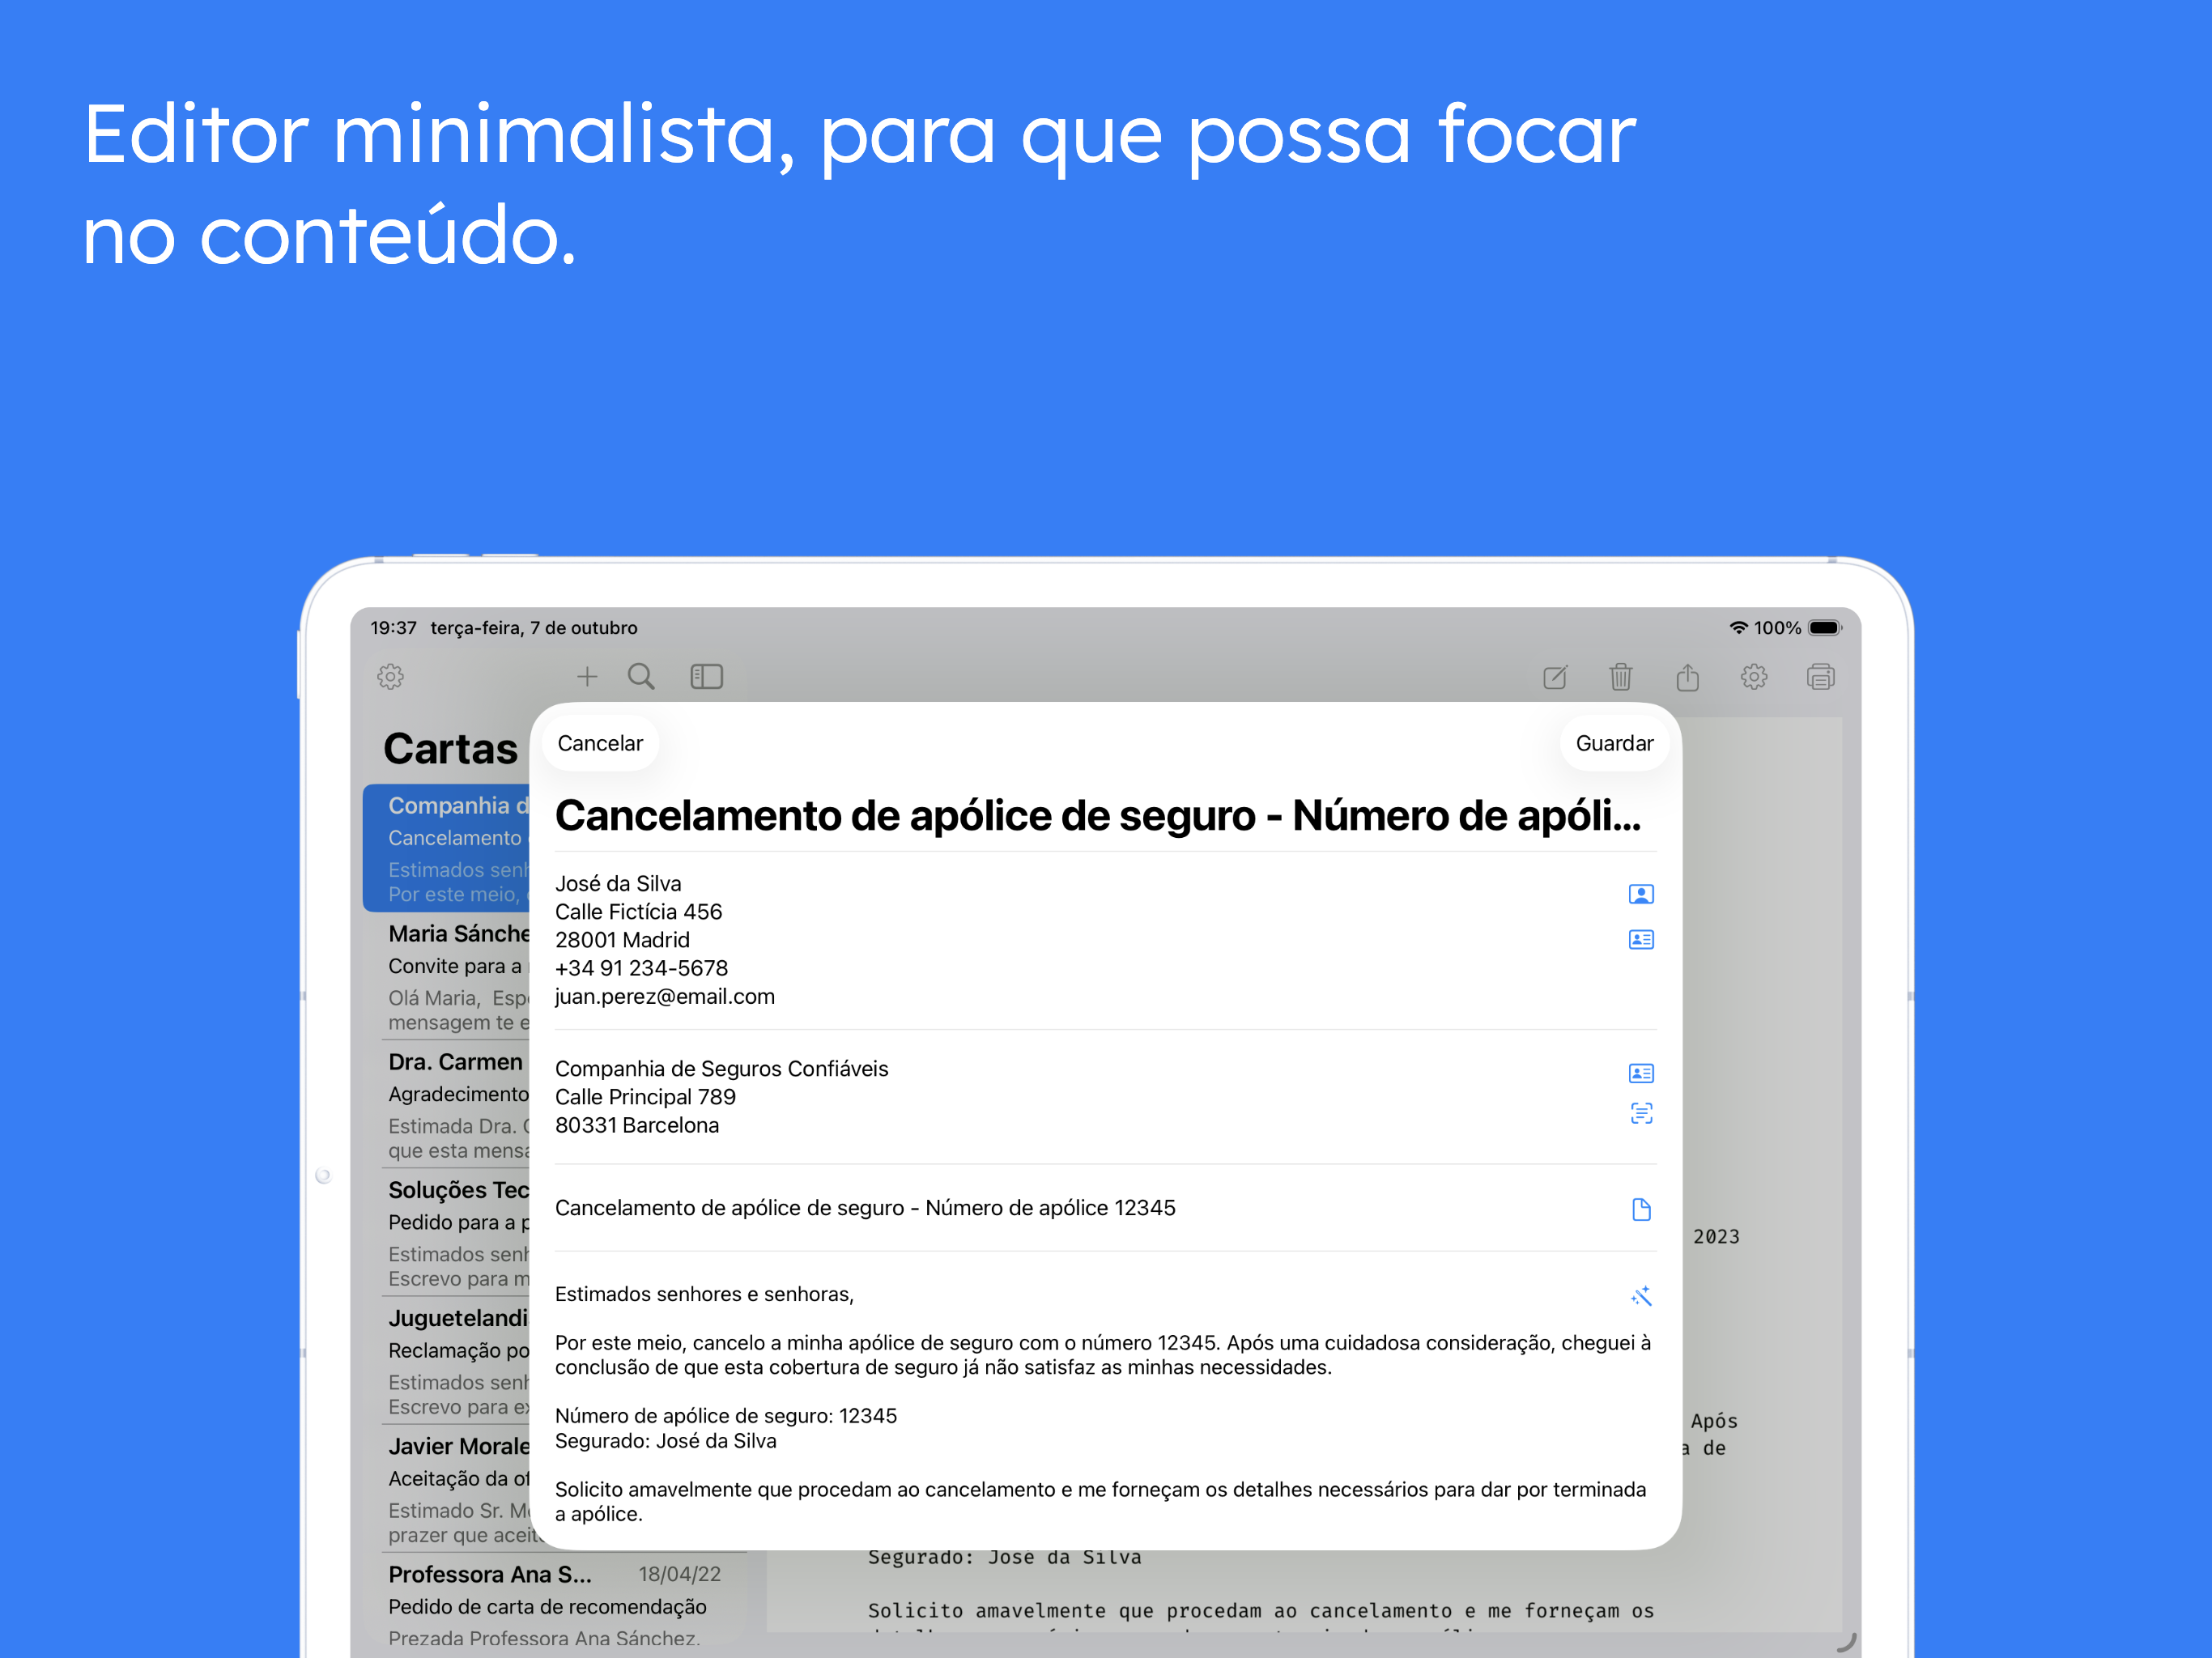 Editor minimalista, para que possa focar
no conteúdo.
19:37 terça-feira, 7 de outubro
100%
Cartas
Companhia d
Cancelamento
Estimados senh
Por este meio,
Maria Sánche
Convite para a
Olá Maria, Esp
mensagem te e
Dra. Carmen
Agradecimento
Estimada Dra.
que esta mensa
Soluções Tec
Pedido para a p
Estimados senh
Escrevo para m
Juguetelandi
Reclamação po
Estimados senh
Escrevo para ex
Javier Morale
Aceitação da of
Estimado Sr. Mo
prazer que aceit
Professora Ana S... 18/04/22
Pedido de carta de recomendação
Prezada Professora Ana Sánchez,
Cancelar
Guardar
Cancelamento de apólice de seguro - Número de apóli...
José da Silva
Calle Fictícia 456
28001 Madrid
+34 91 234-5678
juan.perez@email.com
Companhia de Seguros Confiáveis
Calle Principal 789
80331 Barcelona
Cancelamento de apólice de seguro - Número de apólice 12345
Estimados senhores e senhoras,
Por este meio, cancelo a minha apólice de seguro com o número 12345. Após uma cuidadosa consideração, cheguei à
conclusão de que esta cobertura de seguro já não satisfaz as minhas necessidades.
Número de apólice de seguro: 12345
Segurado: José da Silva
Solicito amavelmente que procedam ao cancelamento e me forneçam os detalhes necessários para dar por terminada
a apólice.
2023
Após
a de
Segurado: José da Silva
Solicito amavelmente que procedam ao cancelamento e me forneçam os